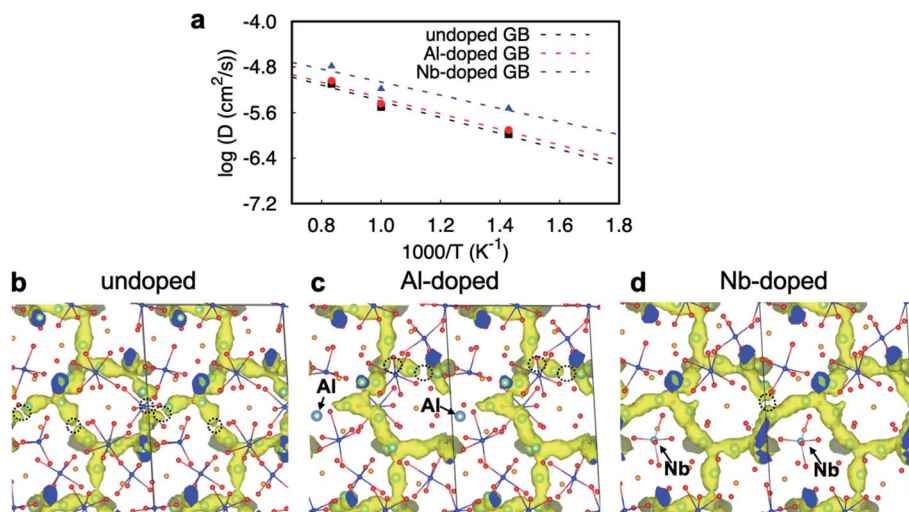 a
-4.0
-4.8
-5.6
-6.4
-7.2
log (D (cm²/s))
undoped GB
Al-doped GB
Nb-doped GB
0.8 1.0 1.2 1.4 1.6 1.8
1000/T (K⁻¹)
b undoped
c Al-doped
d Nb-doped
Al
Al
Nb
Nb